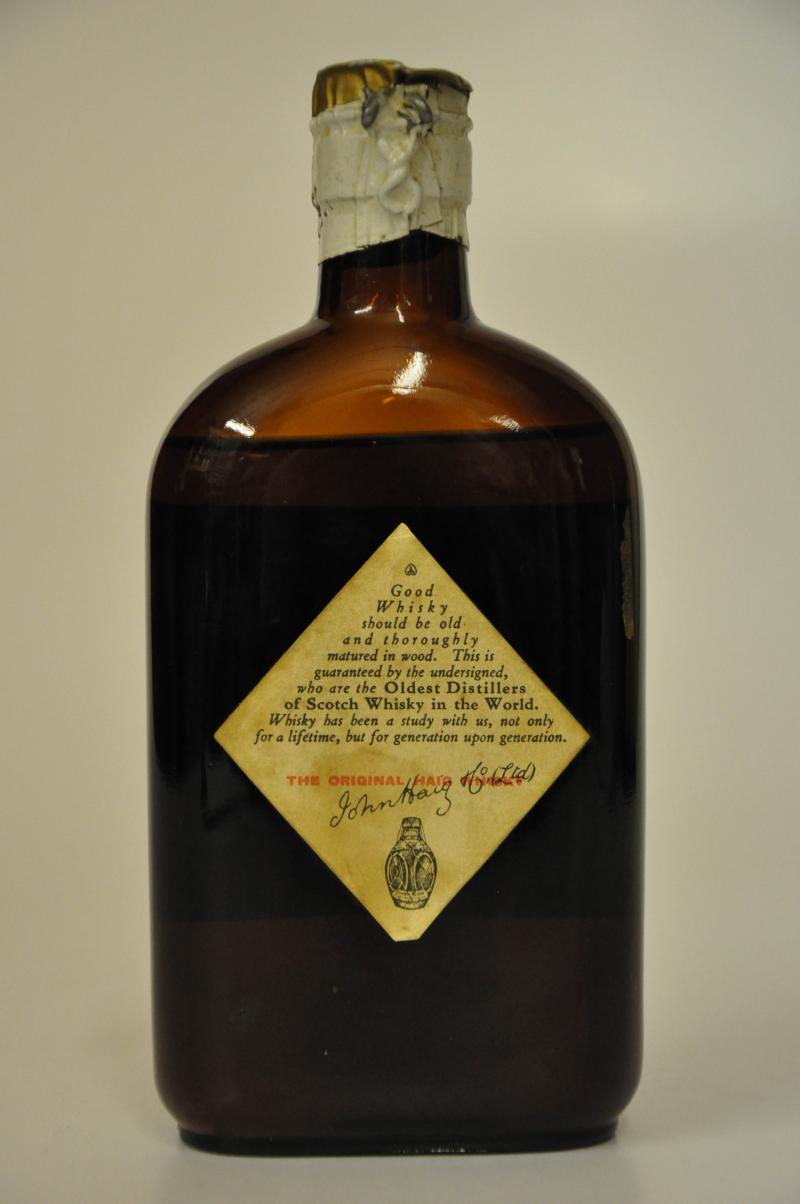 Good
Whisky
should be old
and thoroughly
matured in wood. This is
guaranteed by the undersigned,
who are the Oldest Distillers
of Scotch Whisky in the World.
Whisky has been a study with us, not only
for a lifetime, but for generation upon generation.
THE ORIGINAL HAIG WHISKY
John Haig & Co (Ltd)